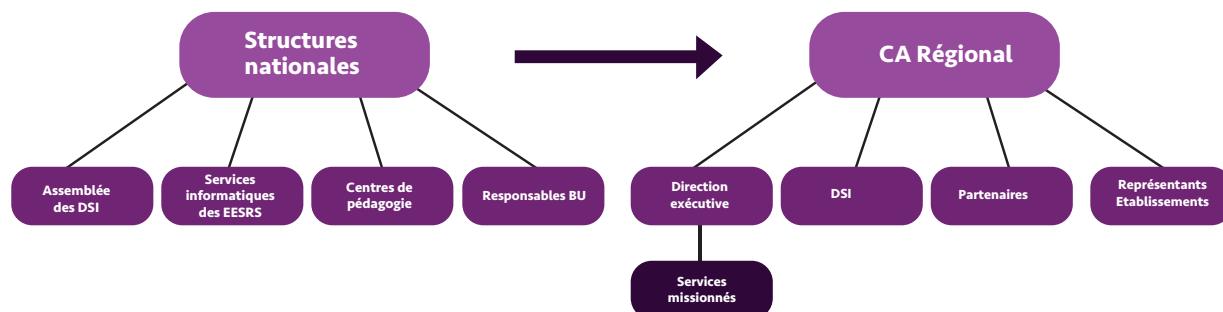 Structures
nationales
CA Régional
Assemblée
des DSI
Services
informatiques
des EESRS
Centres de
pédagogie
Responsables BU
Direction
exécutive
DSI
Partenaires
Représentants
Etablissements
Services
missionnés